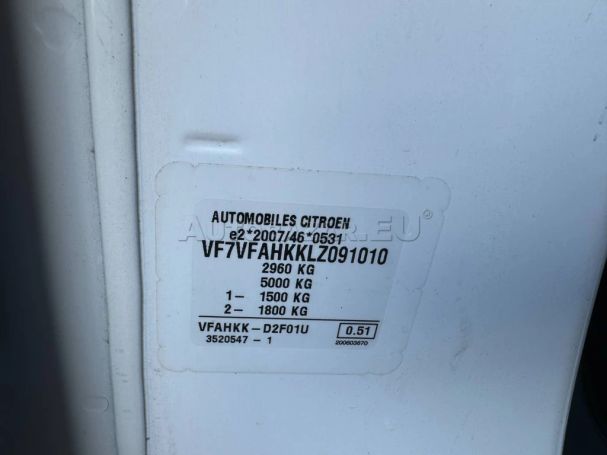 AUTOMOBILES CITROEN
e2*2007/46*0531
VF7VFAHKKLZ091010
2960 KG
5000 KG
1- 1500 KG
2- 1800 KG
VFAHKK-D2F01U 0.51
3520547-1 200603670